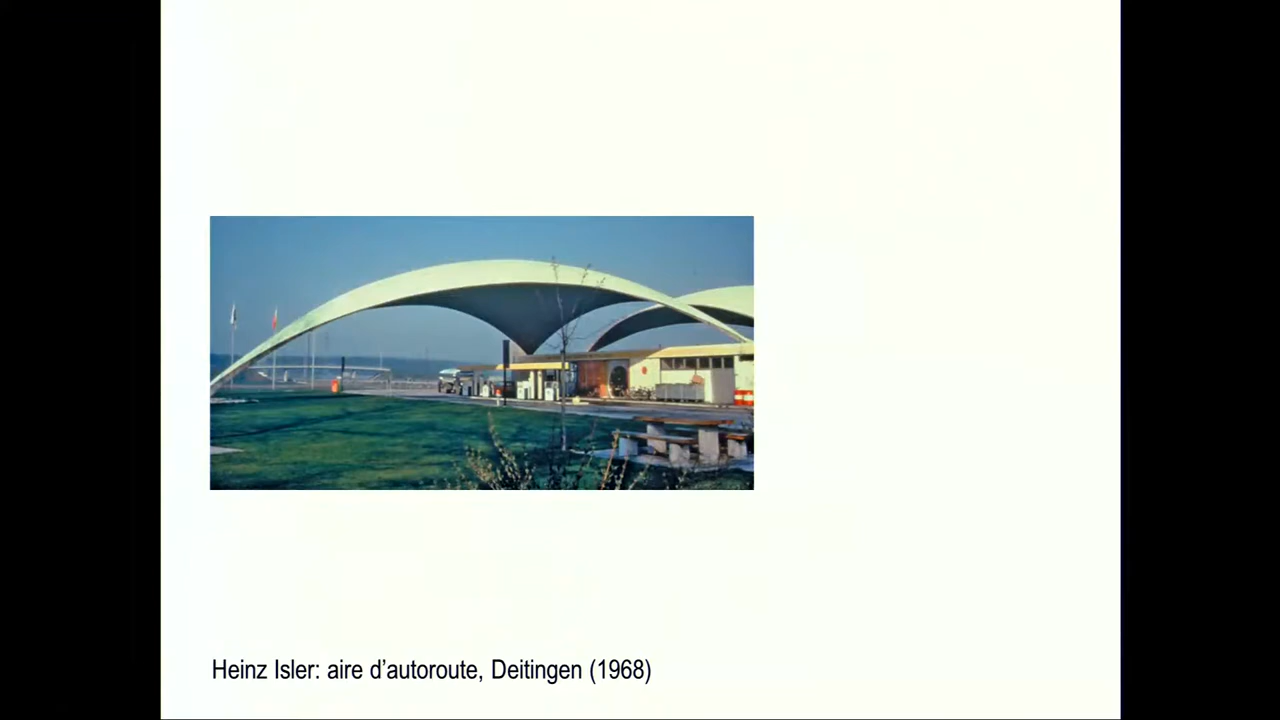 Heinz Isler: aire d’autoroute, Deitingen (1968)